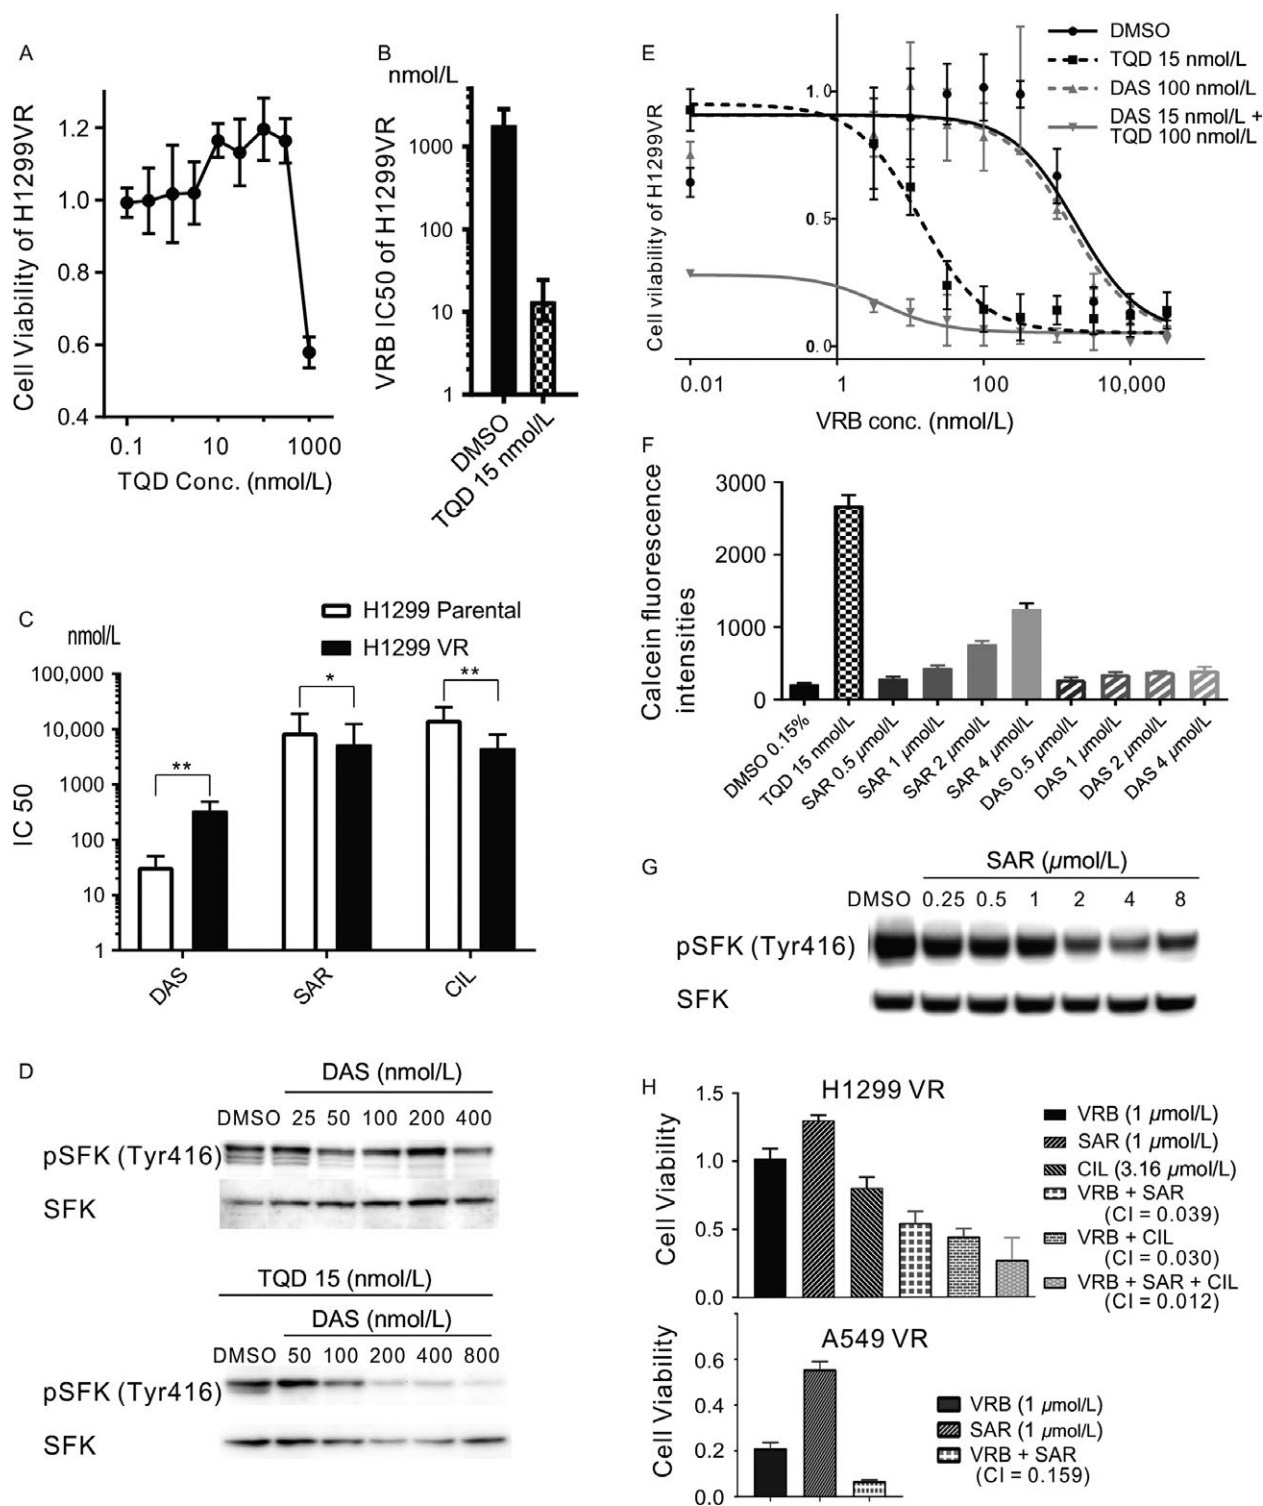 A
Cell Viability of H1299VR
1.2
1.0
0.8
0.6
0.4
0.1
10
1000
TQD Conc. (nmol/L)
B
nmol/L
VRB IC50 of H1299VR
1000
100
10
1
DMSO
TQD 15 nmol/L
E
DMSO
TQD 15 nmol/L
DAS 100 nmol/L
DAS 15 nmol/L +
TQD 100 nmol/L
Cell vilability of H1299VR
1.0
0.5
0.0
0.01
1
100
10,000
VRB conc. (nmol/L)
F
Calcein fluorescence
intensities
3000
2000
1000
0
DMSO 0.15%
TQD 15 nmol/L
SAR 0.5 µmol/L
SAR 1 µmol/L
SAR 2 µmol/L
SAR 4 µmol/L
DAS 0.5 µmol/L
DAS 1 µmol/L
DAS 2 µmol/L
DAS 4 µmol/L
C
nmol/L
H1299 Parental
H1299 VR
IC 50
100,000
10,000
1000
100
10
1
**
*
**
DAS
SAR
CIL
G
SAR (µmol/L)
DMSO 0.25 0.5 1 2 4 8
pSFK (Tyr416)
SFK
D
DAS (nmol/L)
DMSO 25 50 100 200 400
pSFK (Tyr416)
SFK
TQD 15 (nmol/L)
DAS (nmol/L)
DMSO 50 100 200 400 800
pSFK (Tyr416)
SFK
H
H1299 VR
Cell Viability
1.5
1.0
0.5
0.0
VRB (1 µmol/L)
SAR (1 µmol/L)
CIL (3.16 µmol/L)
VRB + SAR
(CI = 0.039)
VRB + CIL
(CI = 0.030)
VRB + SAR + CIL
(CI = 0.012)
A549 VR
Cell Viability
0.6
0.4
0.2
0.0
VRB (1 µmol/L)
SAR (1 µmol/L)
VRB + SAR
(CI = 0.159)